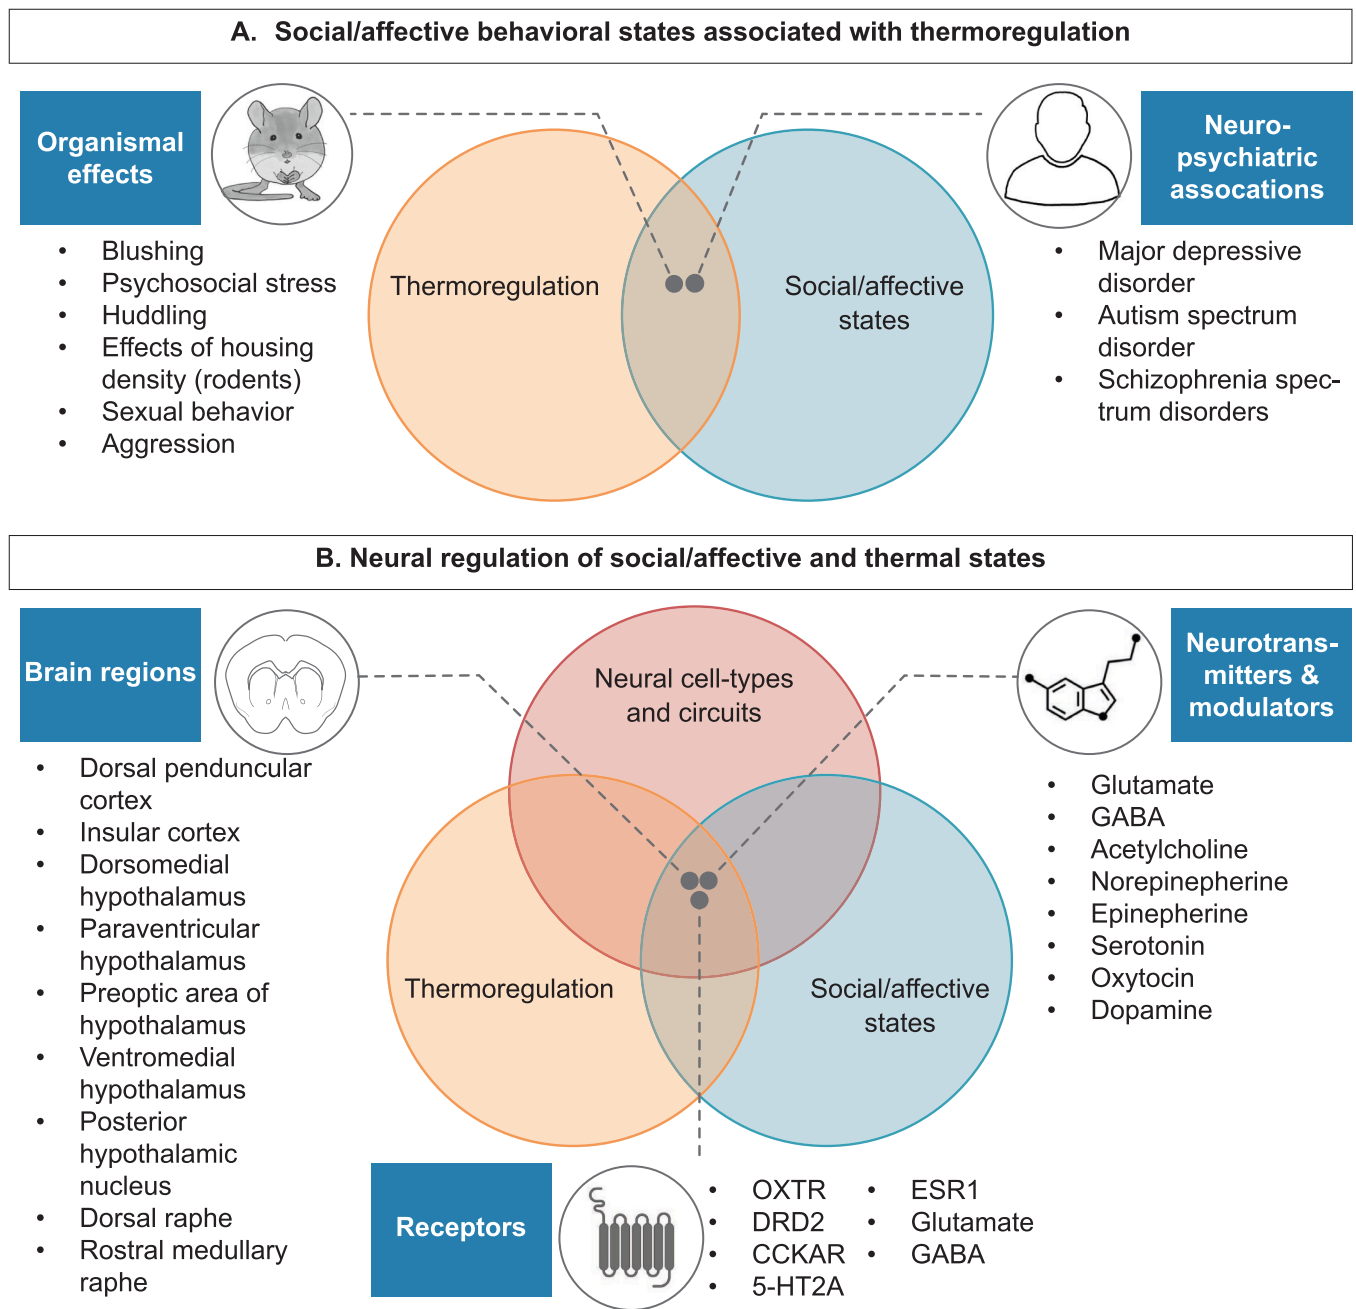 A. Social/affective behavioral states associated with thermoregulation
Organismal
effects
• Blushing
• Psychosocial stress
• Huddling
• Effects of housing
density (rodents)
• Sexual behavior
• Aggression
Thermoregulation
Social/affective
states
Neuro-
psychiatric
assocations
• Major depressive
disorder
• Autism spectrum
disorder
• Schizophrenia spec-
trum disorders
B. Neural regulation of social/affective and thermal states
Brain regions
• Dorsal penduncular
cortex
• Insular cortex
• Dorsomedial
hypothalamus
• Paraventricular
hypothalamus
• Preoptic area of
hypothalamus
• Ventromedial
hypothalamus
• Posterior
hypothalamic
nucleus
• Dorsal raphe
• Rostral medullary
raphe
Neural cell-types
and circuits
Thermoregulation
Social/affective
states
Neurotrans-
mitters &
modulators
• Glutamate
• GABA
• Acetylcholine
• Norepinepherine
• Epinepherine
• Serotonin
• Oxytocin
• Dopamine
Receptors
• OXTR
• DRD2
• CCKAR
• 5-HT2A
• ESR1
• Glutamate
• GABA